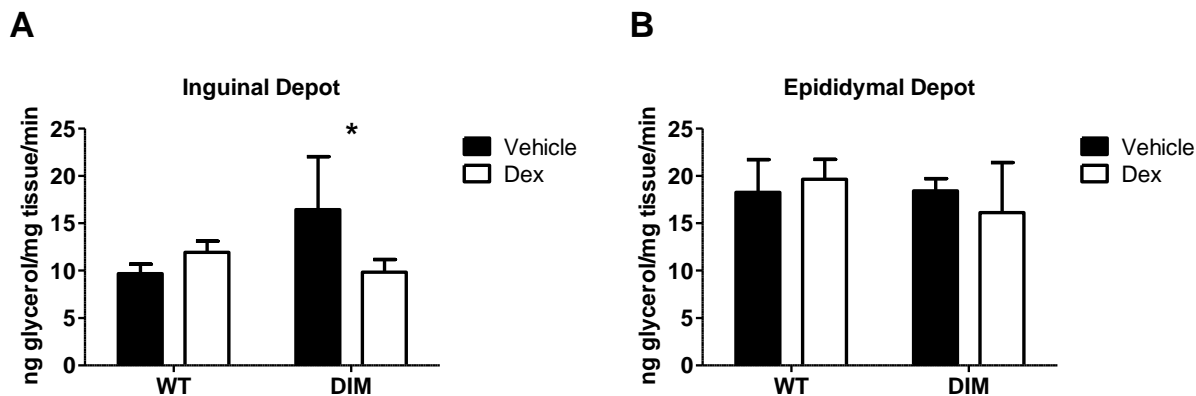 A
Inguinal Depot
ng glycerol/mg tissue/min
25
20
15
10
5
0
*
WT
DIM
Vehicle
Dex
B
Epididymal Depot
ng glycerol/mg tissue/min
25
20
15
10
5
0
WT
DIM
Vehicle
Dex